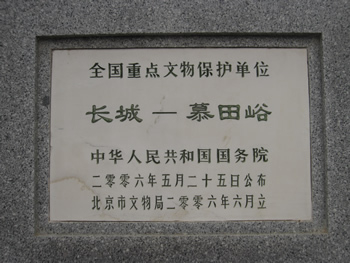 全国重点文物保护单位
长城 — 慕田峪
中华人民共和国国务院
二零零六年五月二十五日公布
北京市文物局二零零六年六月立